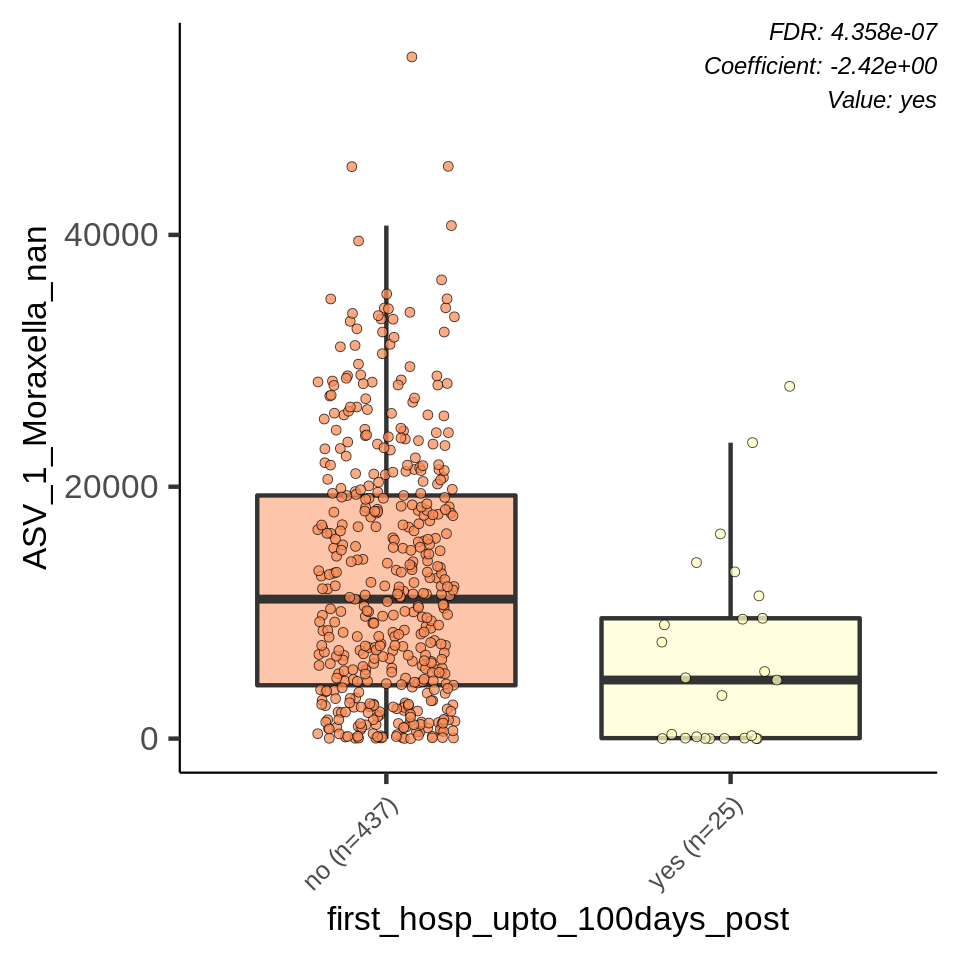 FDR: 4.358e-07
Coefficient: -2.42e+00
Value: yes
ASV_1_Moraxella_nan
40000
20000
0
no (n=437)
yes (n=25)
first_hosp_upto_100days_post